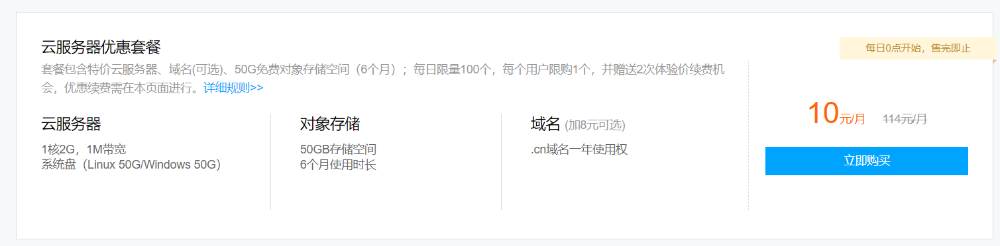 云服务器优惠套餐
每日0点开始，售完即止
套餐包含特价云服务器、域名(可选)、50G免费对象存储空间（6个月）；每日限量100个，每个用户限购1个，并赠送2次体验价续费机
会，优惠续费需在本页面进行。详细规则>>
云服务器
1核2G，1M带宽
系统盘（Linux 50G/Windows 50G）
对象存储
50GB存储空间
6个月使用时长
域名 (加8元可选)
.cn域名一年使用权
10元/月 114元/月
立即购买